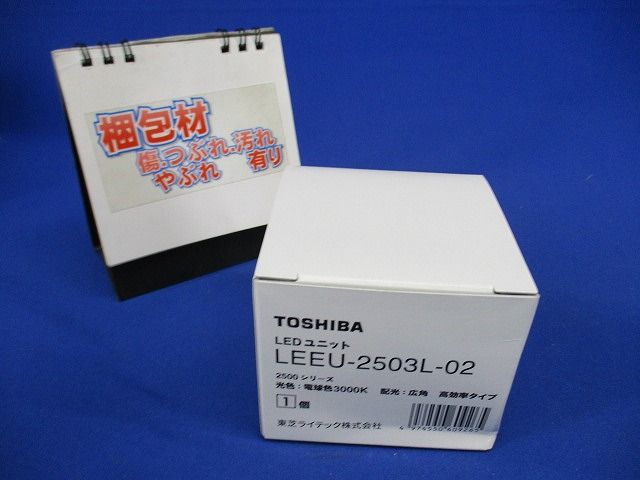 梱包材
傷.つぶれ.汚れ
やぶれ 有り
TOSHIBA
LEDユニット
LEEU-2503L-02
2500シリーズ
光色：電球色3000K 配光：広角 高効率タイプ
1個
東芝ライテック株式会社
4 974550 609265